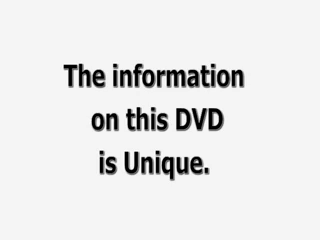 The information
on this DVD
is Unique.